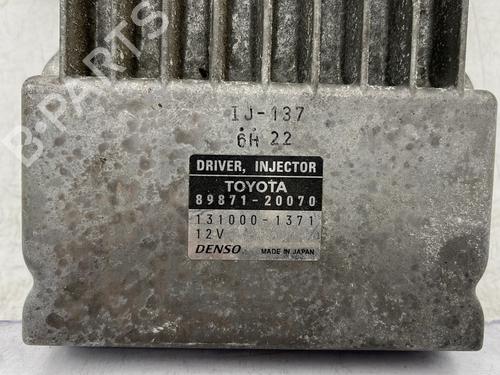 B-PARTS
IJ-137
6H 22
DRIVER, INJECTOR
TOYOTA
89871-20070
131000-1371
12V
DENSO MADE IN JAPAN